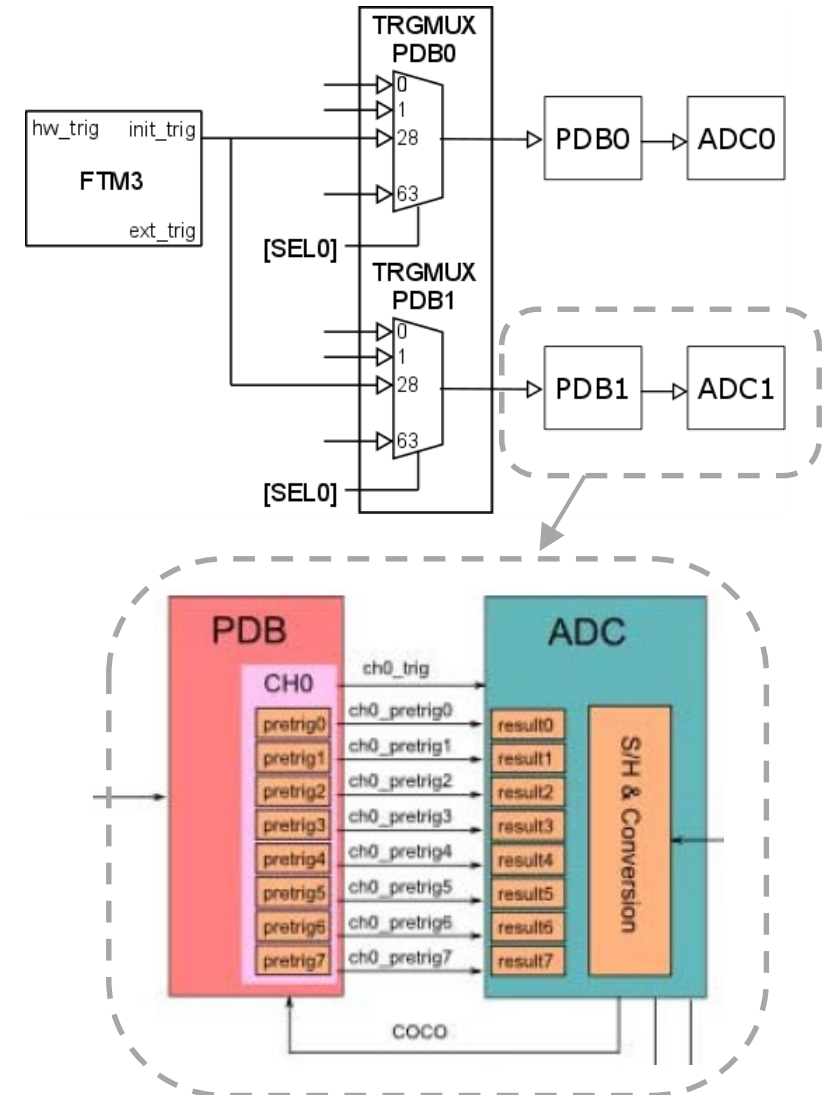 TRGMUX
PDB0
0
1
28
63
hw_trig init_trig
FTM3
ext_trig
PDB0
ADC0
[SEL0]
TRGMUX
PDB1
0
1
28
63
PDB1
ADC1
[SEL0]
PDB
ADC
CH0
ch0_trig
pretrig0 ch0_pretrig0 result0
pretrig1 ch0_pretrig1 result1
pretrig2 ch0_pretrig2 result2
pretrig3 ch0_pretrig3 result3
pretrig4 ch0_pretrig4 result4
pretrig5 ch0_pretrig5 result5
pretrig6 ch0_pretrig6 result6
pretrig7 ch0_pretrig7 result7
S/H & Conversion
COCO